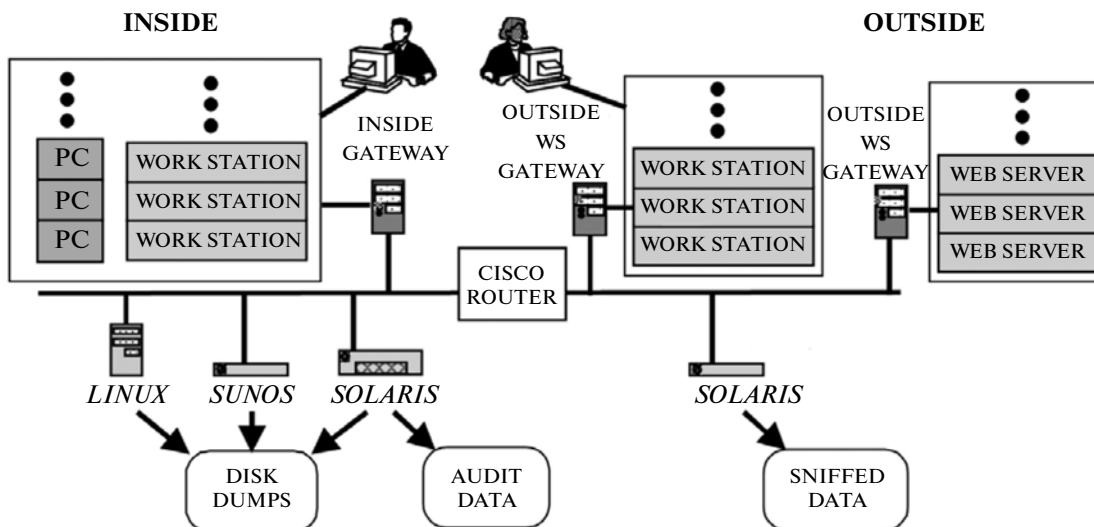 INSIDE
OUTSIDE
INSIDE
GATEWAY
OUTSIDE
WS
GATEWAY
OUTSIDE
WS
GATEWAY
PC
PC
PC
WORK STATION
WORK STATION
WORK STATION
WORK STATION
WORK STATION
WORK STATION
WEB SERVER
WEB SERVER
WEB SERVER
CISCO
ROUTER
LINUX
SUNOS
SOLARIS
SOLARIS
DISK
DUMPS
AUDIT
DATA
SNIFFED
DATA